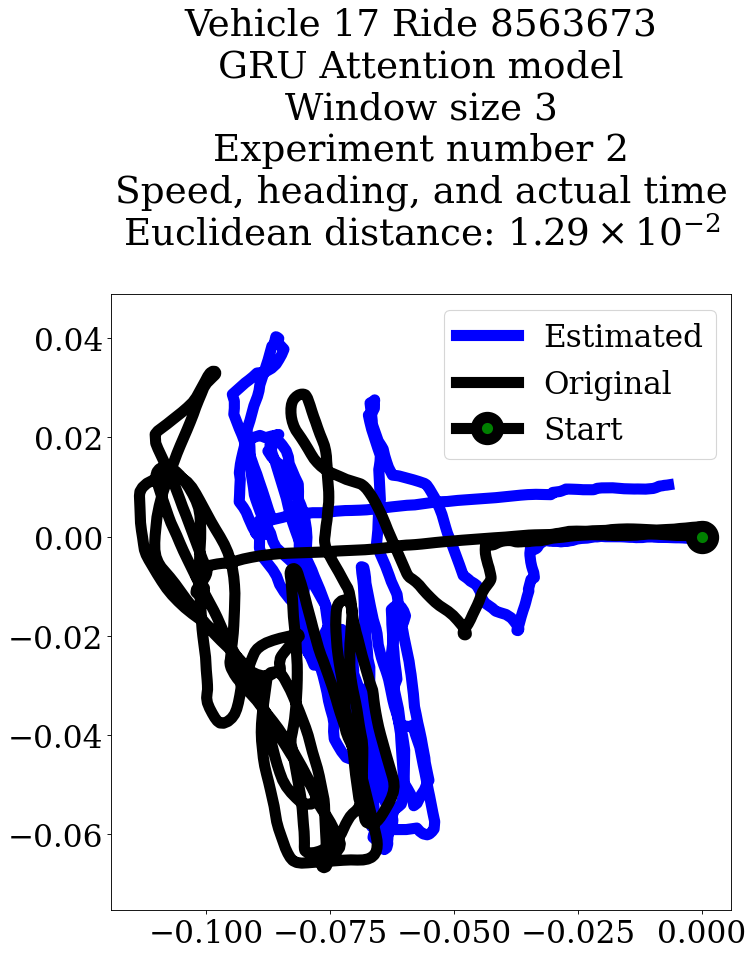 Vehicle 17 Ride 8563673
GRU Attention model
Window size 3
Experiment number 2
Speed, heading, and actual time
Euclidean distance: 1.29 × 10⁻²
Estimated
Original
Start
0.04
0.02
0.00
−0.02
−0.04
−0.06
−0.100 −0.075 −0.050 −0.025 0.000